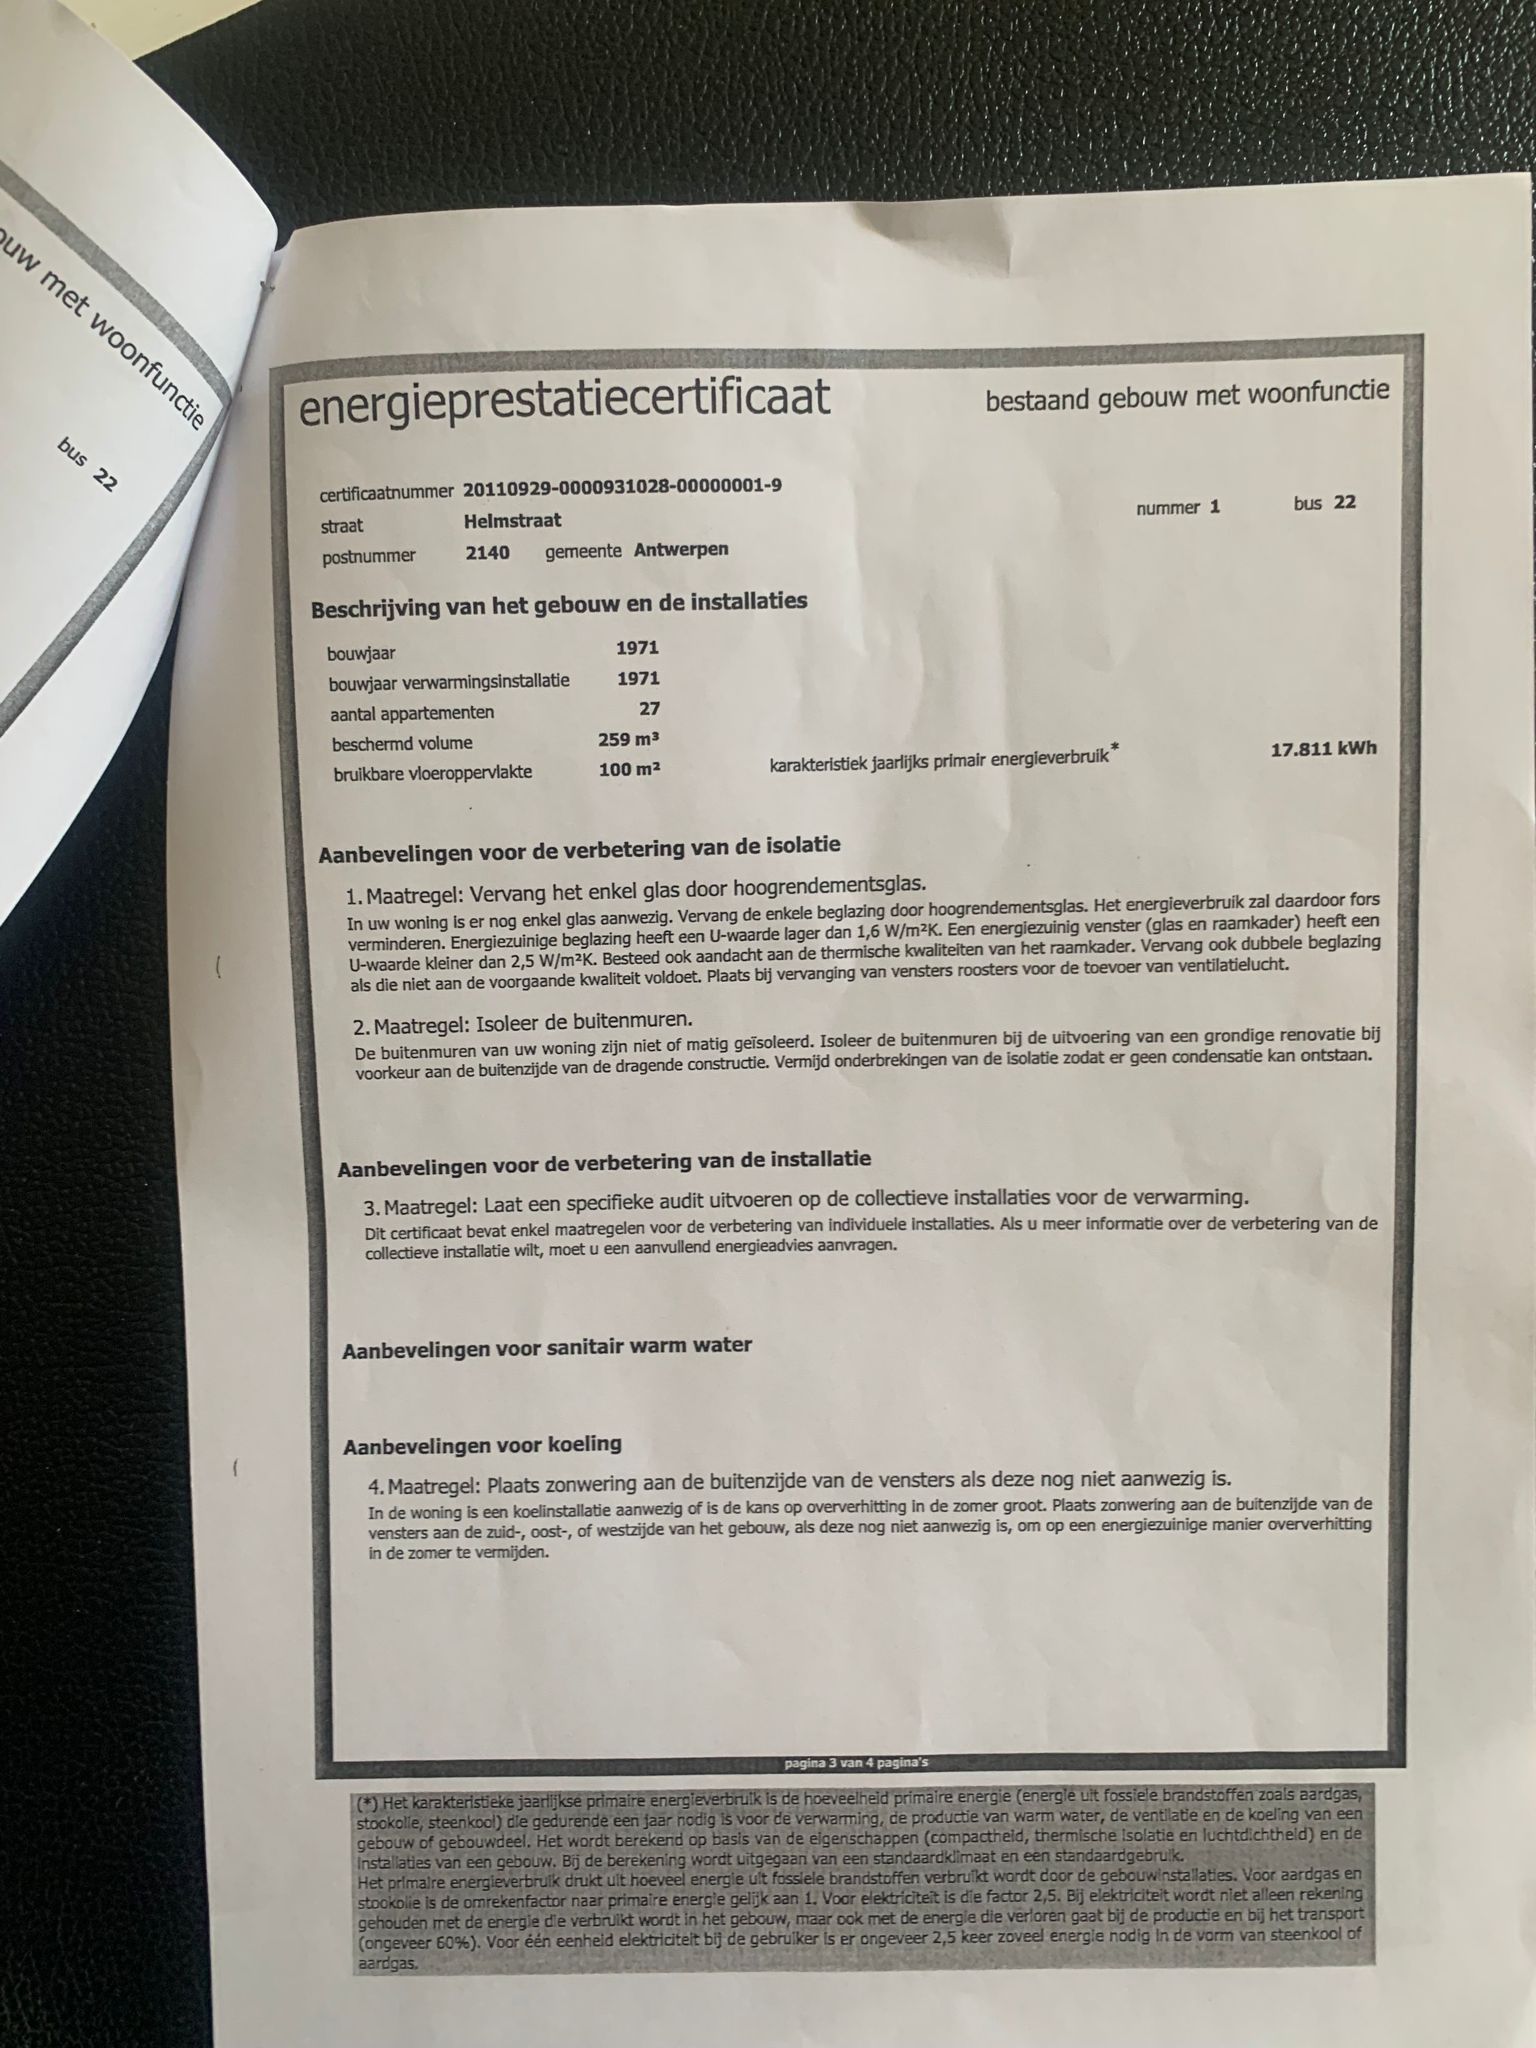 ouw met woonfunctie
bus 22
energieprestatiecertificaat bestaand gebouw met woonfunctie
certificaatnummer 20110929-0000931028-00000001-9
straat Helmstraat nummer 1 bus 22
postnummer 2140 gemeente Antwerpen
Beschrijving van het gebouw en de installaties
bouwjaar 1971
bouwjaar verwarmingsinstallatie 1971
aantal appartementen 27
beschermd volume 259 m³
bruikbare vloeroppervlakte 100 m² karakteristiek jaarlijks primair energieverbruik* 17.811 kWh
Aanbevelingen voor de verbetering van de isolatie
1. Maatregel: Vervang het enkel glas door hoogrendementsglas.
In uw woning is er nog enkel glas aanwezig. Vervang de enkele beglazing door hoogrendementsglas. Het energieverbruik zal daardoor fors
verminderen. Energiezuinige beglazing heeft een U-waarde lager dan 1,6 W/m²K. Een energiezuinig venster (glas en raamkader) heeft een
U-waarde kleiner dan 2,5 W/m²K. Besteed ook aandacht aan de thermische kwaliteiten van het raamkader. Vervang ook dubbele beglazing
als die niet aan de voorgaande kwaliteit voldoet. Plaats bij vervanging van vensters roosters voor de toevoer van ventilatielucht.
2. Maatregel: Isoleer de buitenmuren.
De buitenmuren van uw woning zijn niet of matig geïsoleerd. Isoleer de buitenmuren bij de uitvoering van een grondige renovatie bij
voorkeur aan de buitenzijde van de dragende constructie. Vermijd onderbrekingen van de isolatie zodat er geen condensatie kan ontstaan.
Aanbevelingen voor de verbetering van de installatie
3. Maatregel: Laat een specifieke audit uitvoeren op de collectieve installaties voor de verwarming.
Dit certificaat bevat enkel maatregelen voor de verbetering van individuele installaties. Als u meer informatie over de verbetering van de
collectieve installatie wilt, moet u een aanvullend energieadvies aanvragen.
Aanbevelingen voor sanitair warm water
Aanbevelingen voor koeling
4. Maatregel: Plaats zonwering aan de buitenzijde van de vensters als deze nog niet aanwezig is.
In de woning is een koelinstallatie aanwezig of is de kans op oververhitting in de zomer groot. Plaats zonwering aan de buitenzijde van de
vensters aan de zuid-, oost-, of westzijde van het gebouw, als deze nog niet aanwezig is, om op een energiezuinige manier oververhitting
in de zomer te vermijden.
pagina 3 van 4 pagina's
(*) Het karakteristieke jaarlijkse primaire energieverbruik is de hoeveelheid primaire energie (energie uit fossiele brandstoffen zoals aardgas,
stookolie, steenkool) die gedurende een jaar nodig is voor de verwarming, de productie van warm water, de ventilatie en de koeling van een
gebouw of gebouwdeel. Het wordt berekend op basis van de eigenschappen (compactheid, thermische isolatie en luchtdichtheid) en de
installaties van een gebouw. Bij de berekening wordt uitgegaan van een standaardklimaat en een standaardgebruik.
Het primaire energieverbruik drukt uit hoeveel energie uit fossiele brandstoffen verbruikt wordt door de gebouwinstallaties. Voor aardgas en
stookolie is de omrekenfactor naar primaire energie gelijk aan 1. Voor elektriciteit is die factor 2,5. Bij elektriciteit wordt niet alleen rekening
gehouden met de energie die verbruikt wordt in het gebouw, maar ook met de energie die verloren gaat bij de productie en bij het transport
(ongeveer 60%). Voor één eenheid elektriciteit bij de gebruiker is er ongeveer 2,5 keer zoveel energie nodig in de vorm van steenkool of
aardgas.